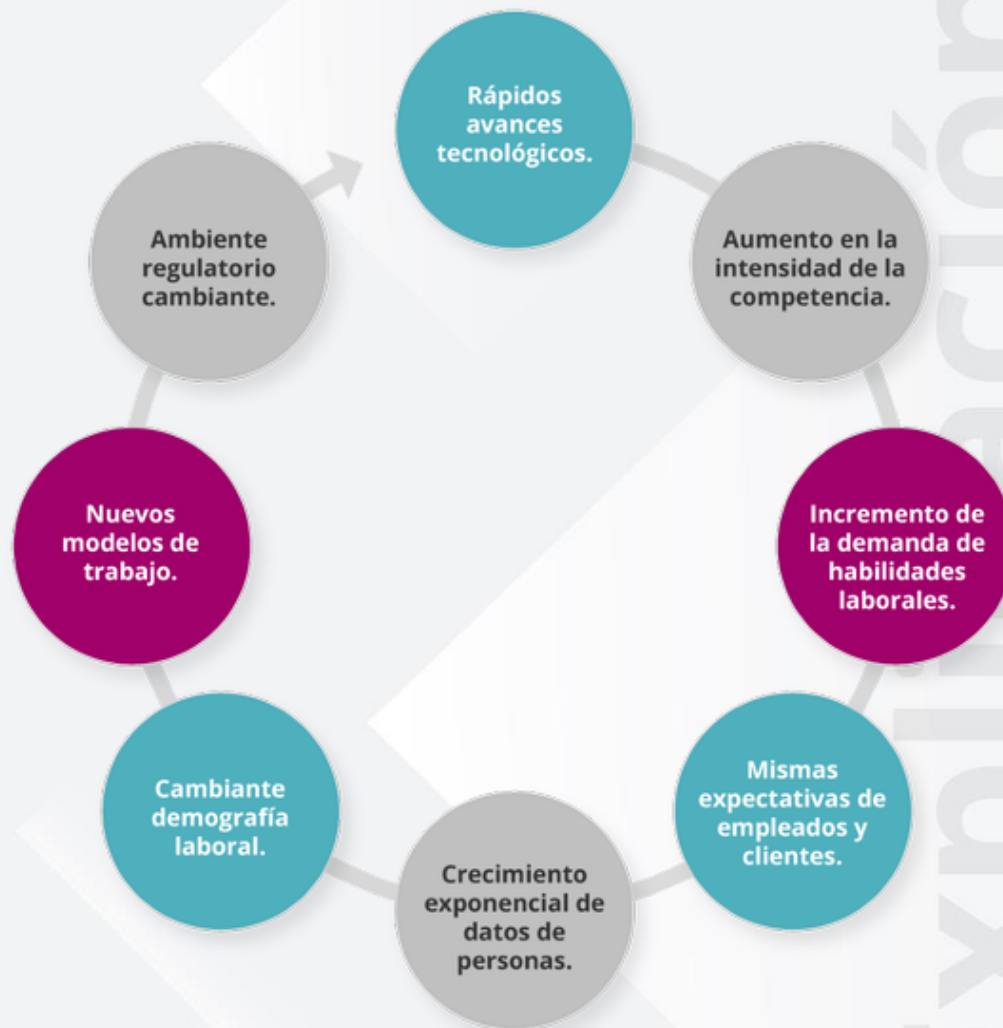 Rápidos
avances
tecnológicos.
Aumento en la
intensidad de la
competencia.
Incremento de
la demanda de
habilidades
laborales.
Mismas
expectativas de
empleados y
clientes.
Crecimiento
exponencial de
datos de
personas.
Cambiante
demografía
laboral.
Nuevos
modelos de
trabajo.
Ambiente
regulatorio
cambiante.